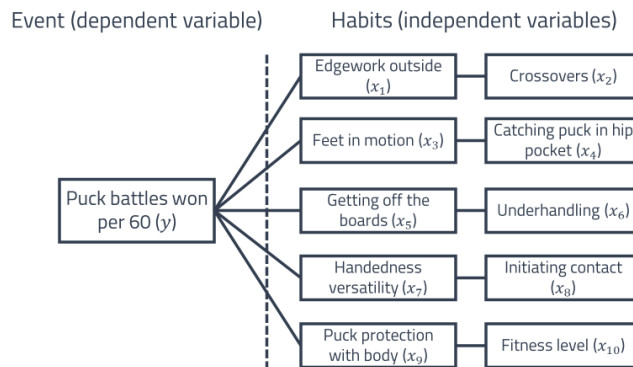 Event (dependent variable)
Habits (independent variables)
Edgework outside
(x₁)
Crossovers (x₂)
Feet in motion (x₃)
Catching puck in hip
pocket (x₄)
Puck battles won
per 60 (y)
Getting off the
boards (x₅)
Underhandling (x₆)
Handedness
versatility (x₇)
Initiating contact
(x₈)
Puck protection
with body (x₉)
Fitness level (x₁₀)